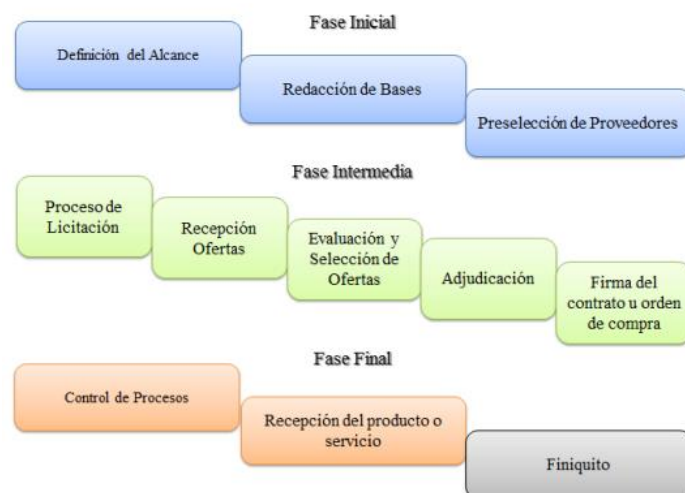 Fase Inicial
Definición del Alcance
Redacción de Bases
Preselección de Proveedores
Fase Intermedia
Proceso de
Licitación
Recepción
Ofertas
Evaluación y
Selección de
Ofertas
Adjudicación
Firma del
contrato u orden
de compra
Fase Final
Control de Procesos
Recepción del producto o
servicio
Finiquito